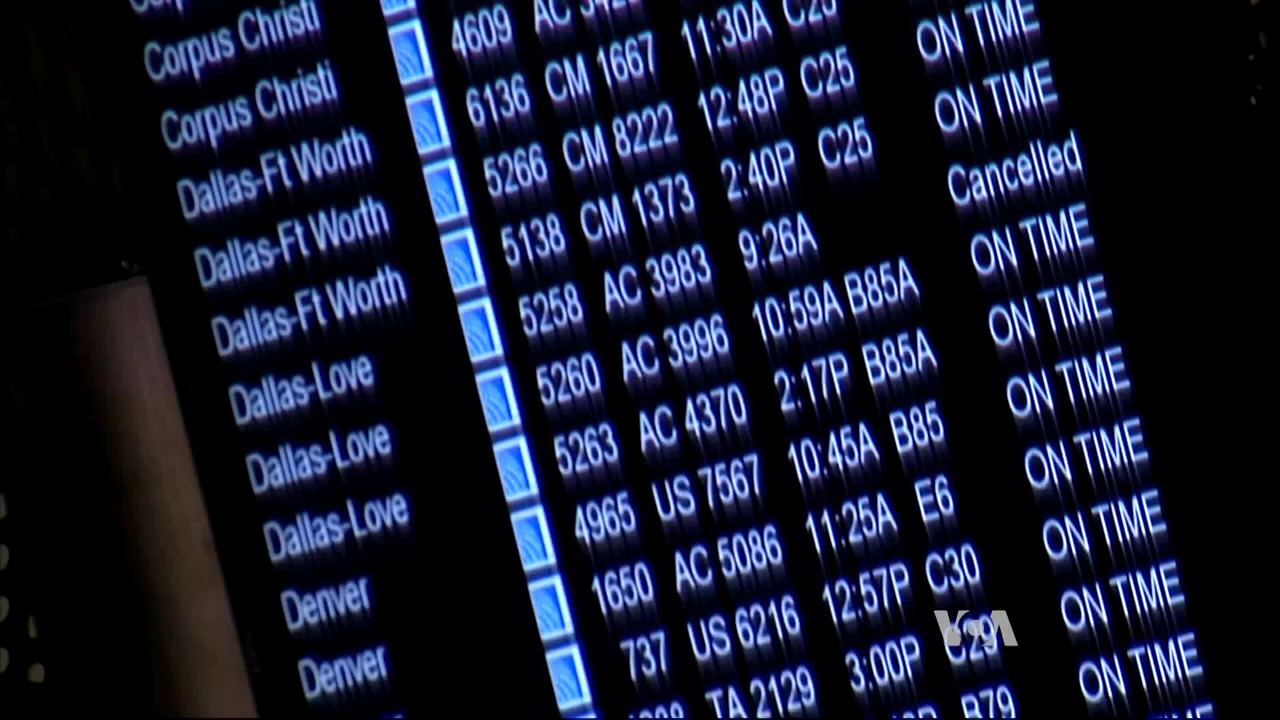 Corpus Christi
Corpus Christi 4609 AC C25
Dallas-Ft Worth 6136 CM 1667 11:30A C25 ON TIME
Dallas-Ft Worth 5266 CM 8222 12:48P C25 ON TIME
Dallas-Ft Worth 5138 CM 1373 2:40P C25 Cancelled
Dallas-Love 5258 AC 3983 9:26A ON TIME
Dallas-Love 5260 AC 3996 10:59A B85A ON TIME
Dallas-Love 5263 AC 4370 2:17P B85A ON TIME
Denver 4965 US 7567 10:45A B85 ON TIME
Denver 1650 AC 5086 11:25A E6 ON TIME
737 US 6216 12:57P C30 ON TIME
TA 2129 3:00P C29 ON TIME
B79
VOA